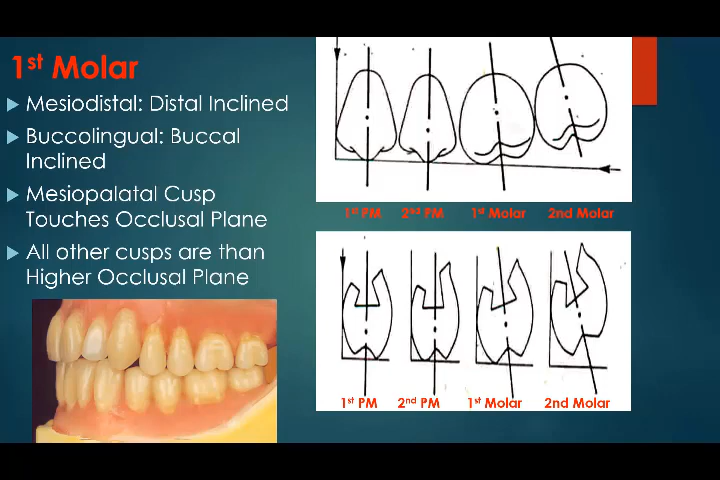 1st Molar
Mesiodistal: Distal Inclined
Buccolingual: Buccal
Inclined
Mesiopalatal Cusp
Touches Occlusal Plane
All other cusps are than
Higher Occlusal Plane
1st PM 2nd PM 1st Molar 2nd Molar
1st PM 2nd PM 1st Molar 2nd Molar